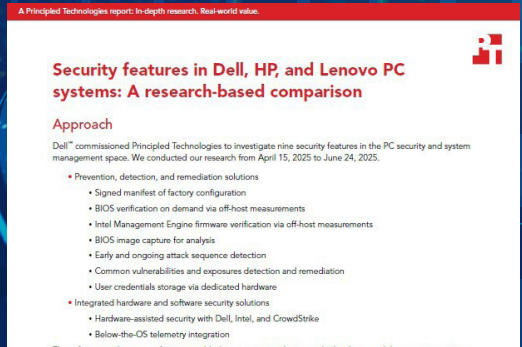 A Principled Technologies report: In-depth research. Real-world value.
Security features in Dell, HP, and Lenovo PC
systems: A research-based comparison
Approach
Dell™ commissioned Principled Technologies to investigate nine security features in the PC security and system
management space. We conducted our research from April 15, 2025 to June 24, 2025.
• Prevention, detection, and remediation solutions
• Signed manifest of factory configuration
• BIOS verification on demand via off-host measurements
• Intel Management Engine firmware verification via off-host measurements
• BIOS image capture for analysis
• Early and ongoing attack sequence detection
• Common vulnerabilities and exposures detection and remediation
• User credentials storage via dedicated hardware
• Integrated hardware and software security solutions
• Hardware-assisted security with Dell, Intel, and CrowdStrike
• Below-the-OS telemetry integration